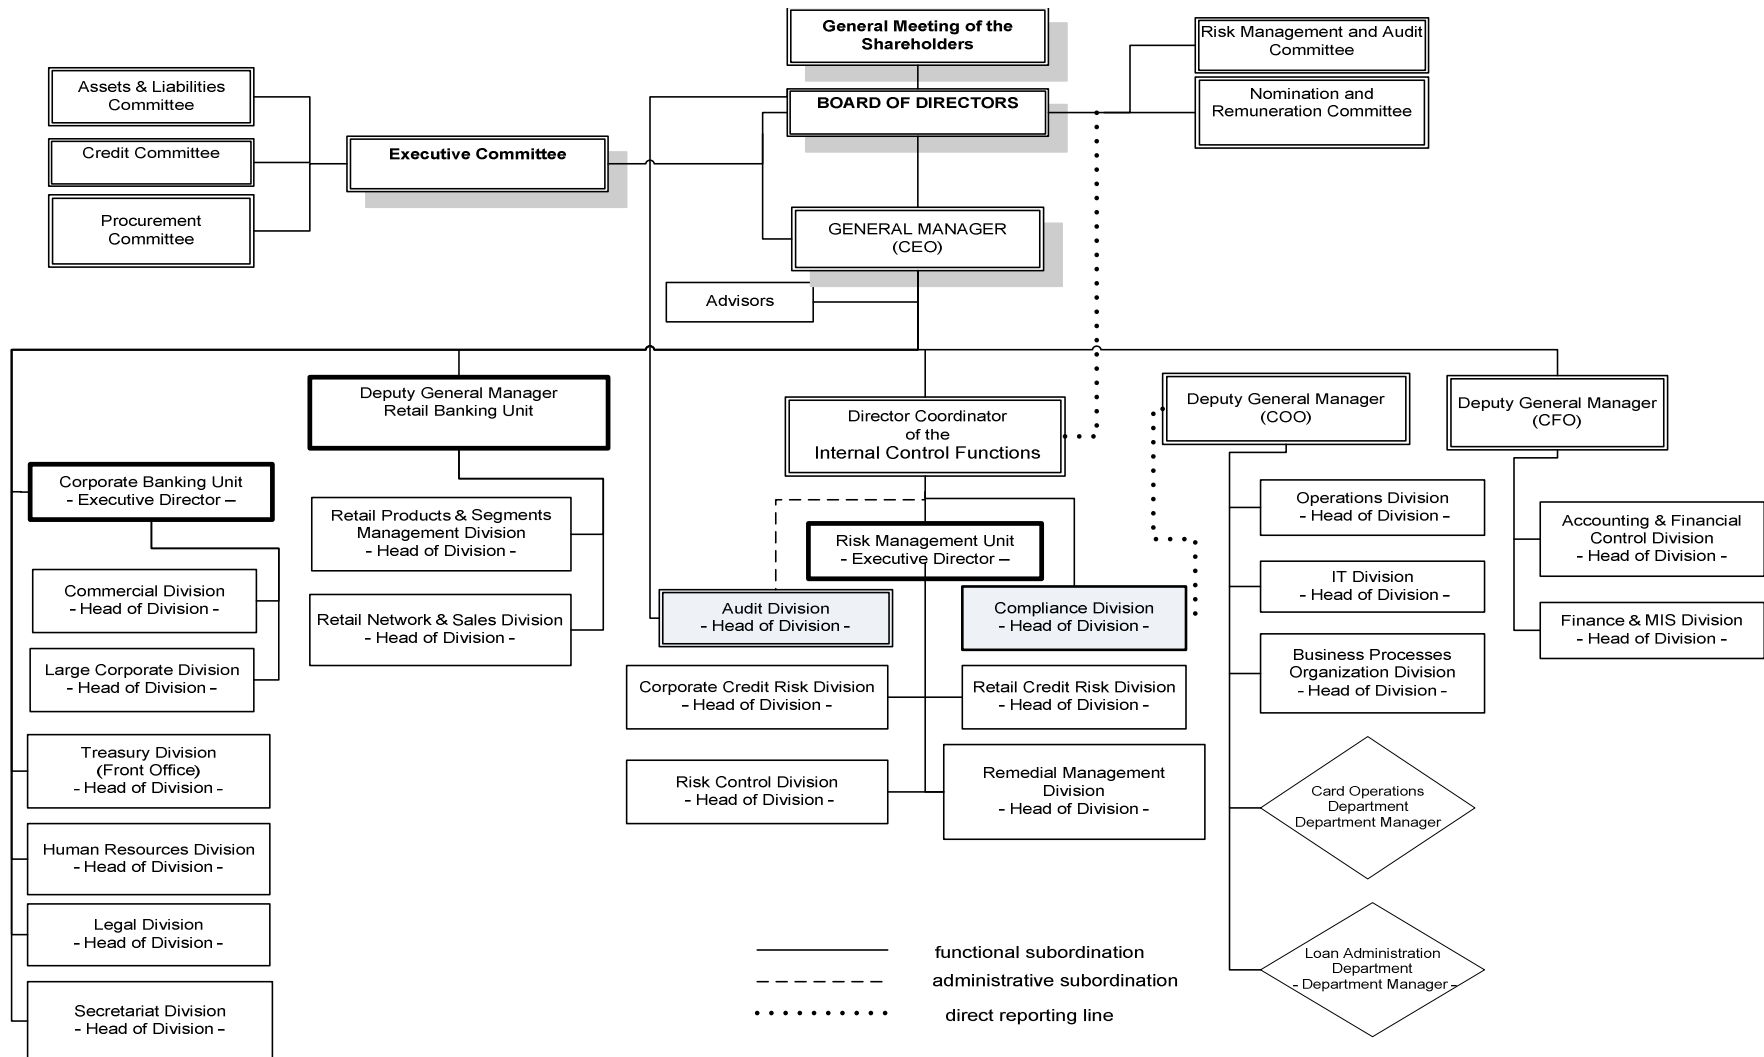 General Meeting of the
Shareholders
Risk Management and Audit
Committee
Assets & Liabilities
Committee
BOARD OF DIRECTORS
Nomination and
Remuneration Committee
Credit Committee
Executive Committee
Procurement
Committee
GENERAL MANAGER
(CEO)
Advisors
Deputy General Manager
Retail Banking Unit
Director Coordinator
of the
Internal Control Functions
Deputy General Manager
(COO)
Deputy General Manager
(CFO)
Corporate Banking Unit
- Executive Director –
Retail Products & Segments
Management Division
- Head of Division -
Risk Management Unit
- Executive Director –
Operations Division
- Head of Division -
Accounting & Financial
Control Division
- Head of Division -
Commercial Division
- Head of Division -
Retail Network & Sales Division
- Head of Division -
Audit Division
- Head of Division -
Compliance Division
- Head of Division -
IT Division
- Head of Division -
Finance & MIS Division
- Head of Division -
Large Corporate Division
- Head of Division -
Corporate Credit Risk Division
- Head of Division -
Retail Credit Risk Division
- Head of Division -
Business Processes
Organization Division
- Head of Division -
Treasury Division
(Front Office)
- Head of Division -
Risk Control Division
- Head of Division -
Remedial Management
Division
- Head of Division -
Card Operations
Department
Department Manager
Human Resources Division
- Head of Division -
Legal Division
- Head of Division -
Loan Administration
Department
- Department Manager -
Secretariat Division
- Head of Division -
functional subordination
administrative subordination
direct reporting line